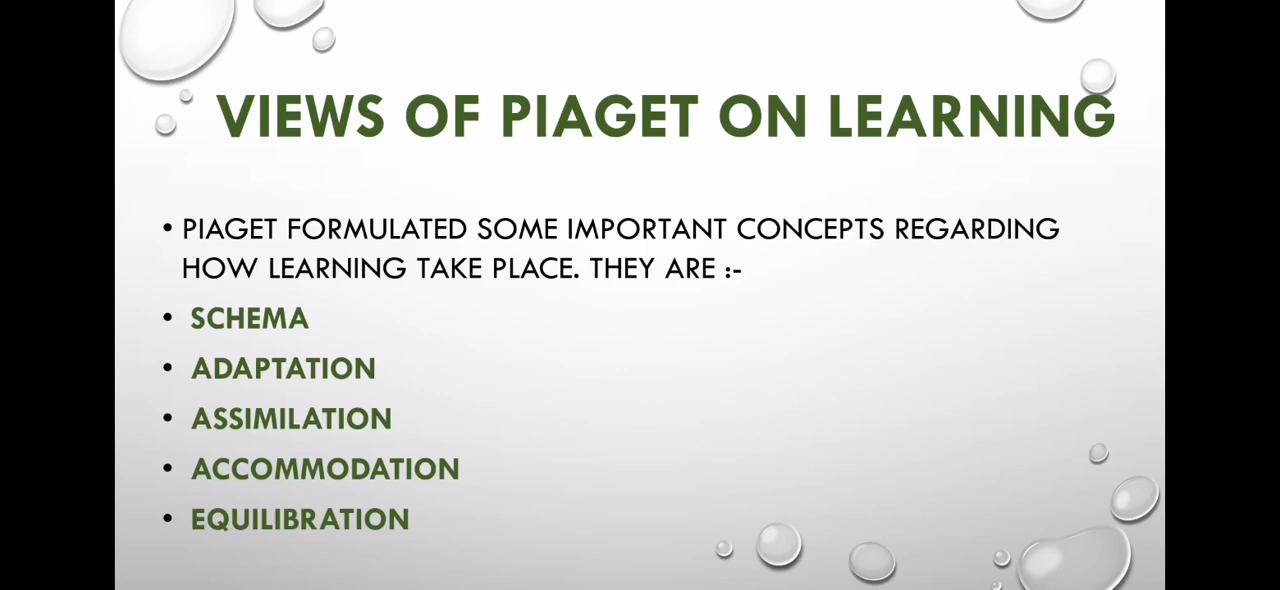 VIEWS OF PIAGET ON LEARNING
• PIAGET FORMULATED SOME IMPORTANT CONCEPTS REGARDING
HOW LEARNING TAKE PLACE. THEY ARE :-
• SCHEMA
• ADAPTATION
• ASSIMILATION
• ACCOMMODATION
• EQUILIBRATION